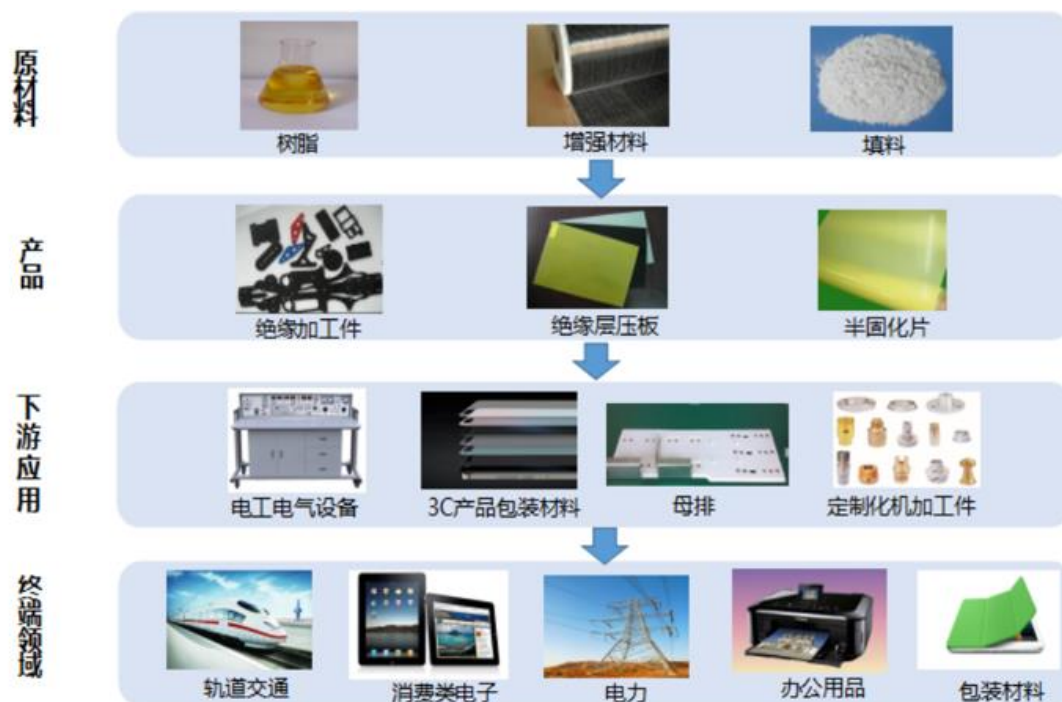 原材料
树脂
增强材料
填料
产品
绝缘加工件
绝缘层压板
半固化片
下游应用
电工电气设备
3C产品包装材料
母排
定制化机加工件
终端领域
轨道交通
消费类电子
电力
办公用品
包装材料